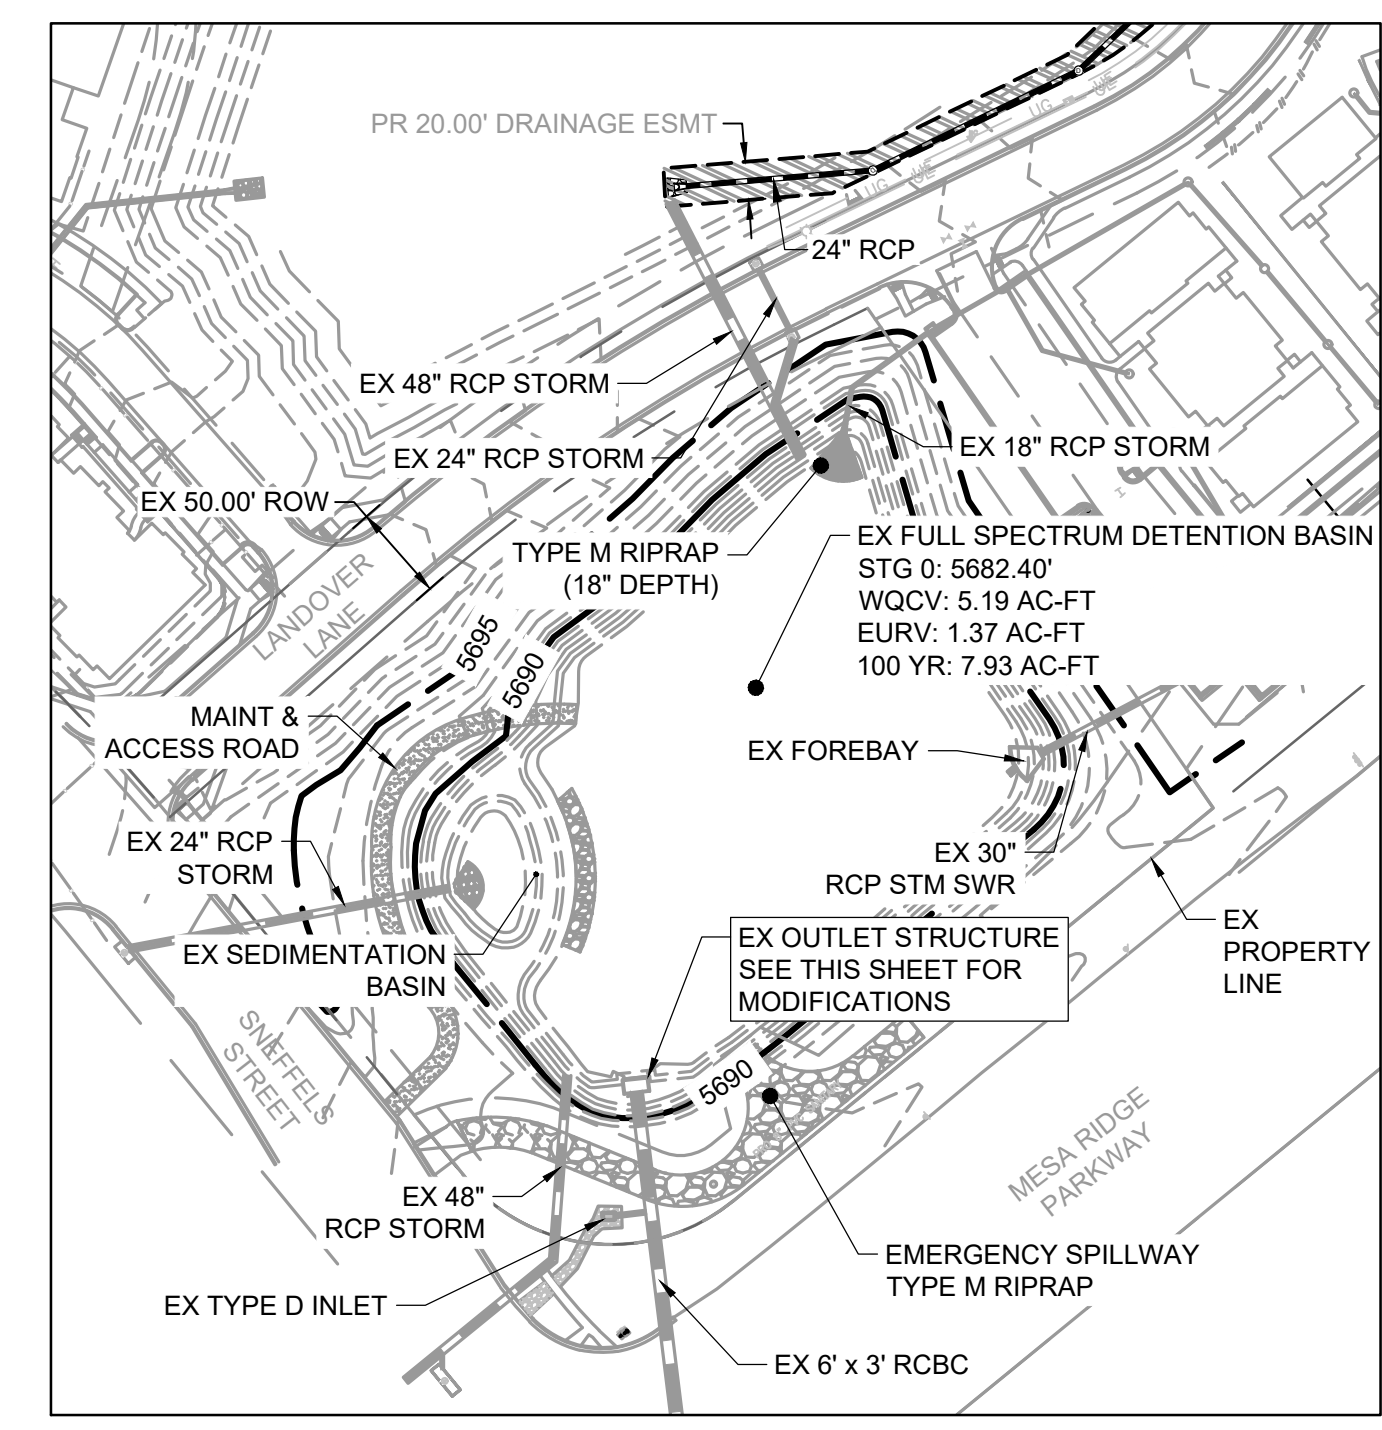 PR 20.00' DRAINAGE ESMT
UG
UE
UG
UE
UE
24" RCP
EX 48" RCP STORM
EX 24" RCP STORM
EX 18" RCP STORM
EX 50.00' ROW
TYPE M RIPRAP
(18" DEPTH)
EX FULL SPECTRUM DETENTION BASIN
STG 0: 5682.40'
WQCV: 5.19 AC-FT
EURV: 1.37 AC-FT
100 YR: 7.93 AC-FT
LANDOVER
LANE
5695
5690
MAINT &
ACCESS ROAD
EX FOREBAY
EX 24" RCP
STORM
EX 30"
RCP STM SWR
EX SEDIMENTATION
BASIN
EX OUTLET STRUCTURE
SEE THIS SHEET FOR
MODIFICATIONS
EX
PROPERTY
LINE
SNEFFELS
STREET
5690
MESA RIDGE
PARKWAY
EX 48"
RCP STORM
EMERGENCY SPILLWAY
TYPE M RIPRAP
EX TYPE D INLET
EX 6' x 3' RCBC